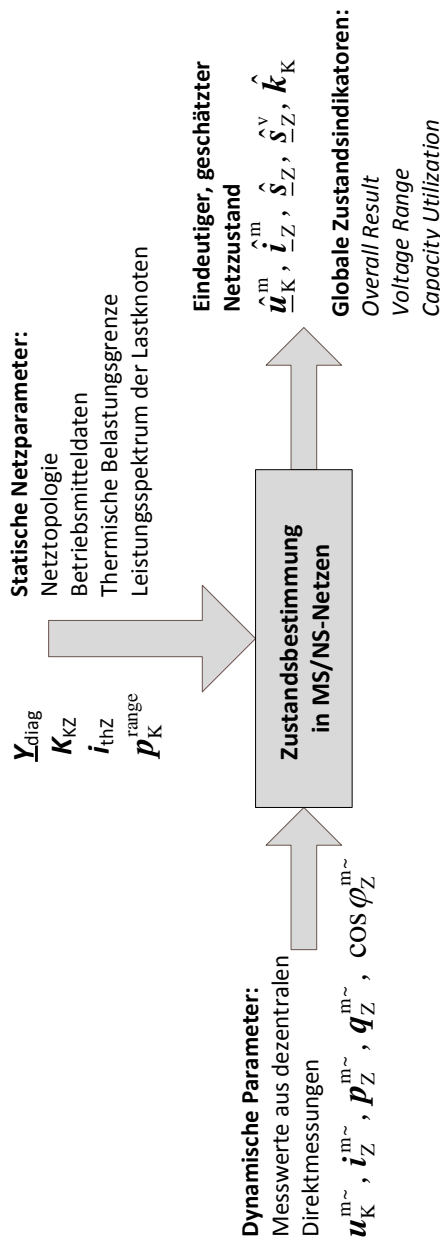 Statische Netzparameter:
Netztopologie
Betriebsmitteldaten
Thermische Belastungsgrenze
Leistungsspektrum der Lastknoten
Y_diag
K_KZ
i_thZ
p_K^range
Dynamische Parameter:
Messwerte aus dezentralen
Direktmessungen
u_K^m~, i_Z^m~, p_Z^m~, q_Z^m~, cos φ_Z^m~
Zustandsbestimmung
in MS/NS-Netzen
Eindeutiger, geschätzter
Netzzustand
û_K^m, î_Z^m, ŝ_Z, ŝ_Z^v, k̂_K
Globale Zustandsindikatoren:
Overall Result
Voltage Range
Capacity Utilization